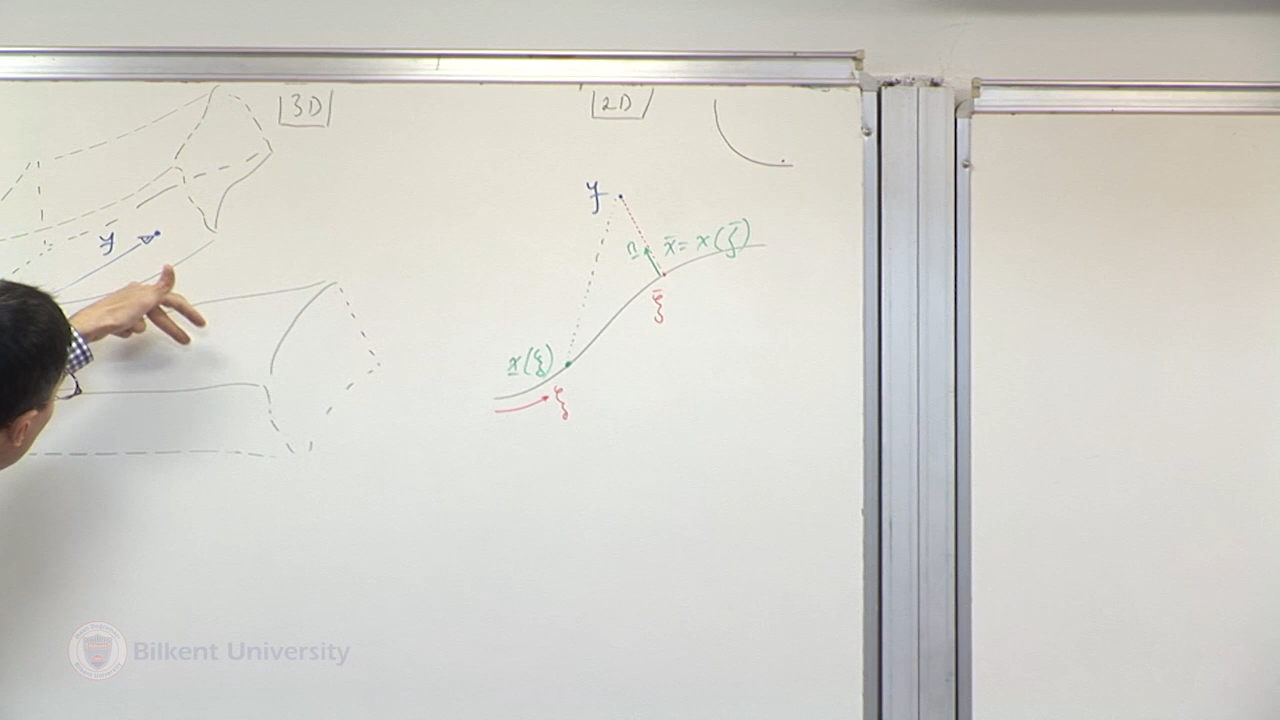 3D
2D
y
y
n x̄ = x(ξ̄)
ξ̄
x(ξ)
ξ
Bilkent University